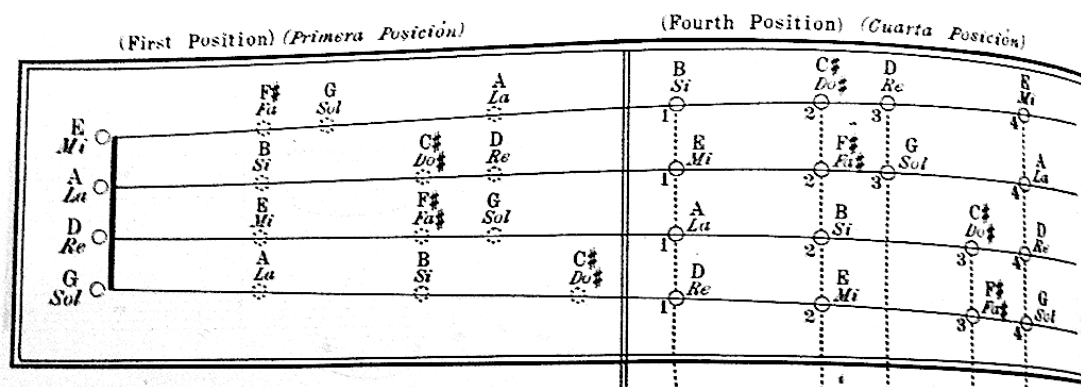 (First Position) (Primera Posición)
(Fourth Position) (Cuarta Posición)
E F# G A B C# D E
Mi Fa Sol La Si Do# Re Mi
1 2 3 4
A B C# D E F# G A
La Si Do# Re Mi Fa# Sol La
1 2 3 4
D E F# G A B C# D
Re Mi Fa# Sol La Si Do# Re
1 2 3 4
G A B C# D E F# G
Sol La Si Do# Re Mi Fa# Sol
1 2 3 4